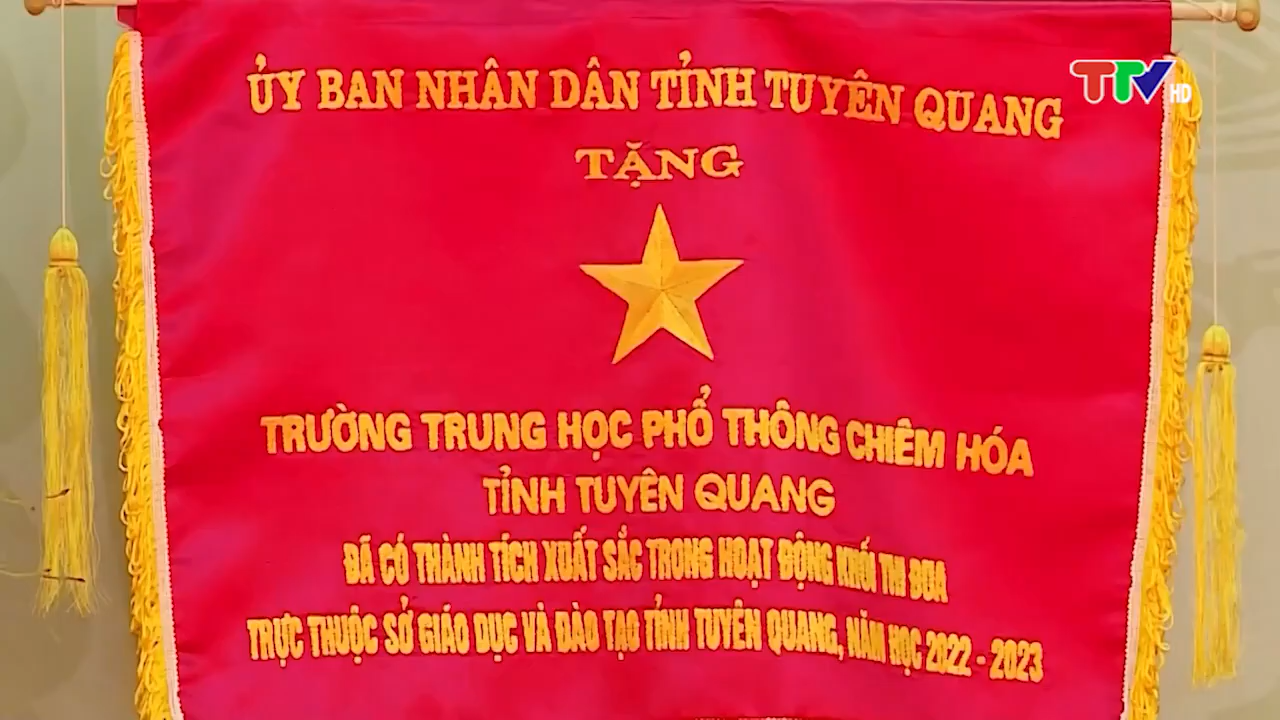 TTV HD
ỦY BAN NHÂN DÂN TỈNH TUYÊN QUANG
TẶNG
TRƯỜNG TRUNG HỌC PHỔ THÔNG CHIÊM HÓA
TỈNH TUYÊN QUANG
ĐÃ CÓ THÀNH TÍCH XUẤT SẮC TRONG HOẠT ĐỘNG KHỐI THI ĐUA
TRỰC THUỘC SỞ GIÁO DỤC VÀ ĐÀO TẠO TỈNH TUYÊN QUANG, NĂM HỌC 2022 - 2023